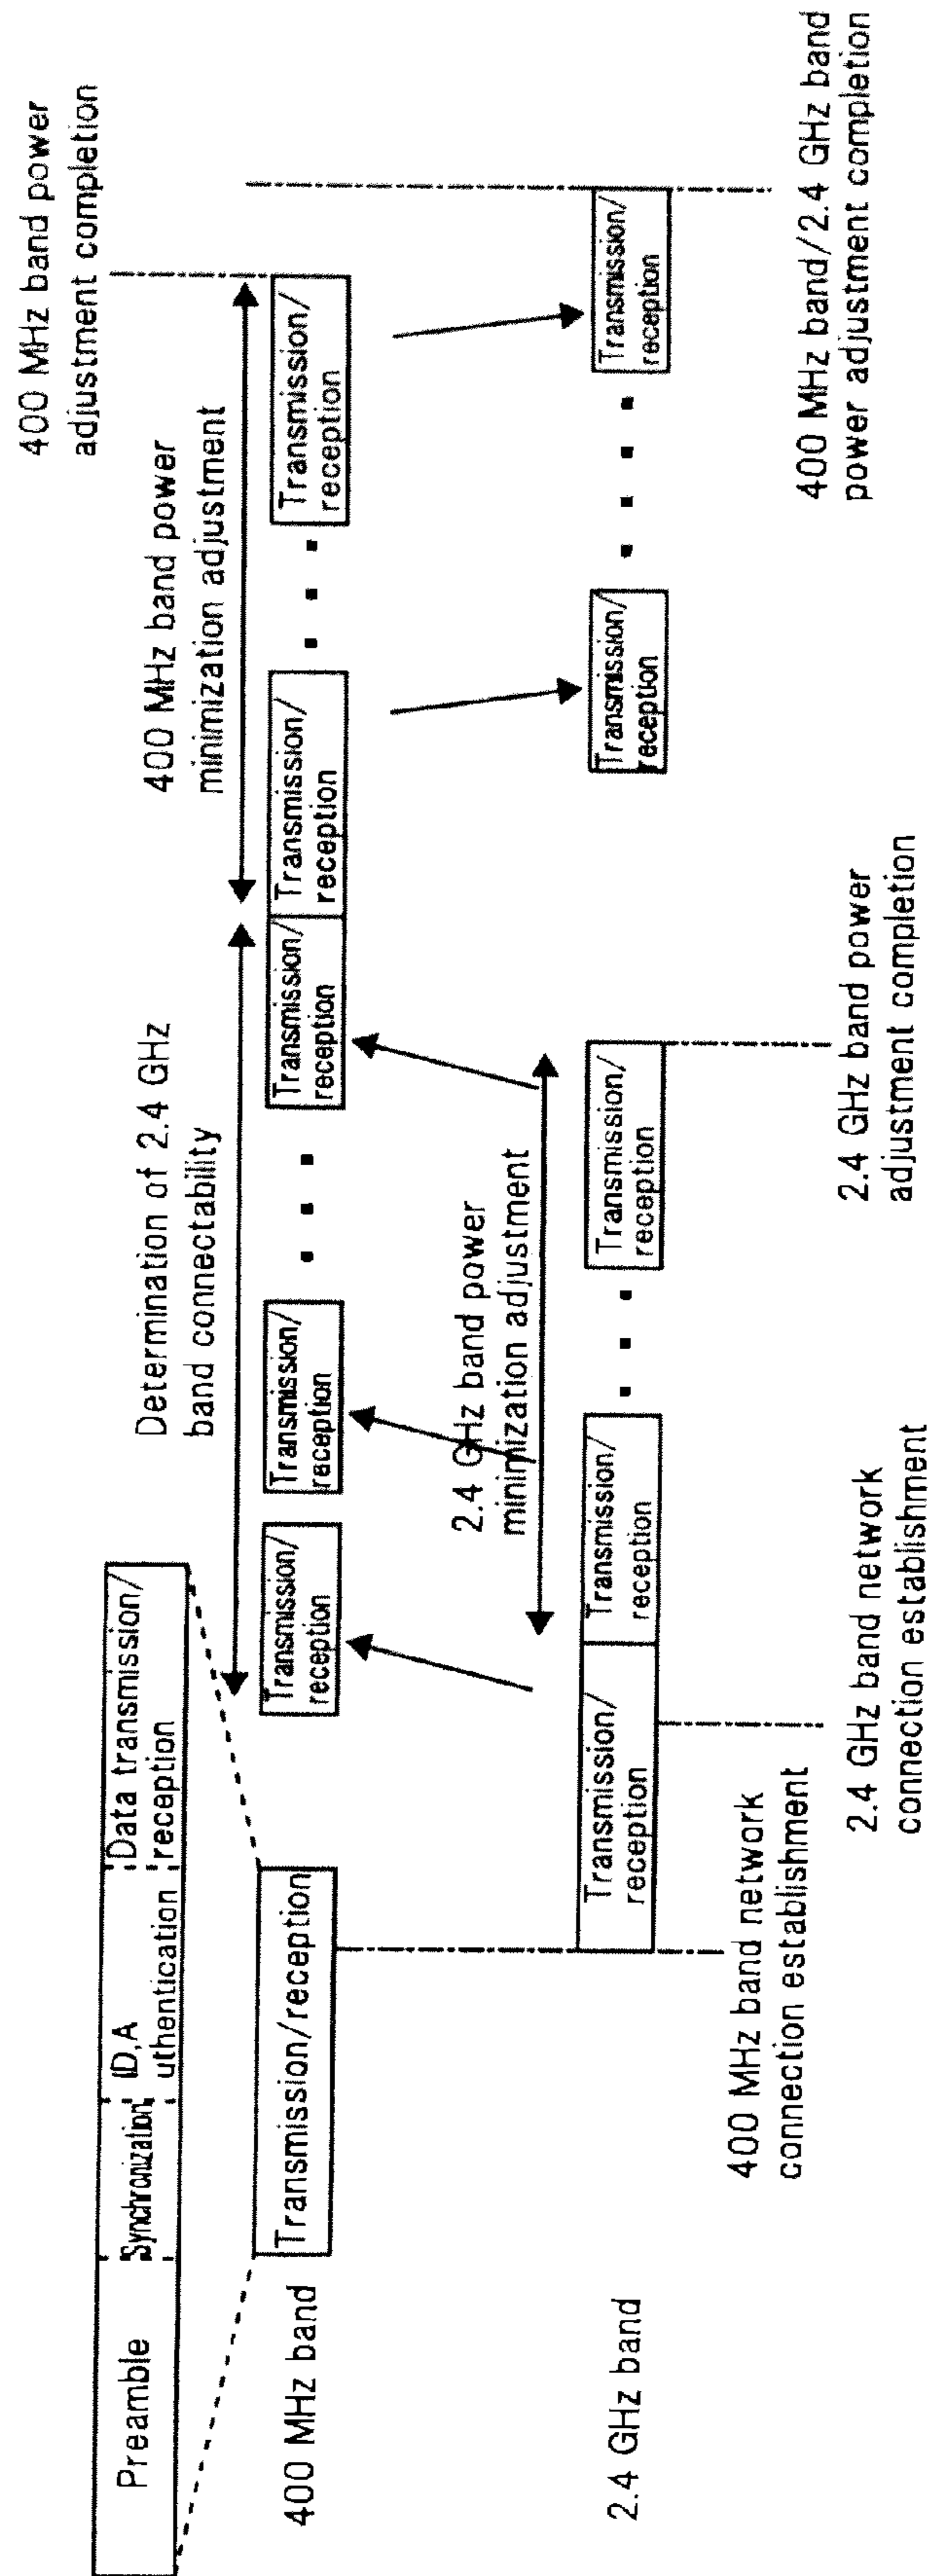 Preamble
Synchronization
ID,A
uthentication
Data transmission/
reception
400 MHz band
Transmission/reception
Transmission/
reception
Transmission/
reception
Transmission/
reception
Transmission/
reception
Transmission/
reception
Determination of 2.4 GHz
band connectability
400 MHz band power
minimization adjustment
400 MHz band power
adjustment completion
2.4 GHz band
Transmission/
reception
Transmission/
reception
Transmission/
reception
Transmission/
reception
Transmission/
reception
2.4 GHz band power
minimization adjustment
400 MHz band network
connection establishment
2.4 GHz band network
connection establishment
2.4 GHz band power
adjustment completion
400 MHz band/2.4 GHz band
power adjustment completion